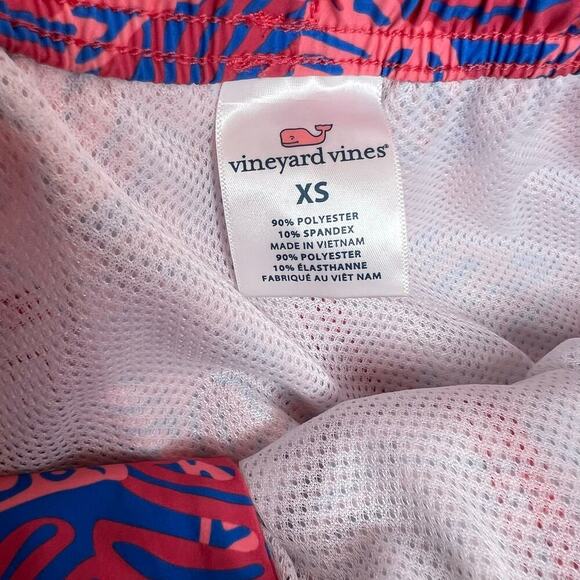 vineyard vines®
XS
90% POLYESTER
10% SPANDEX
MADE IN VIETNAM
90% POLYESTER
10% ÉLASTHANNE
FABRIQUÉ AU VIÊT NAM